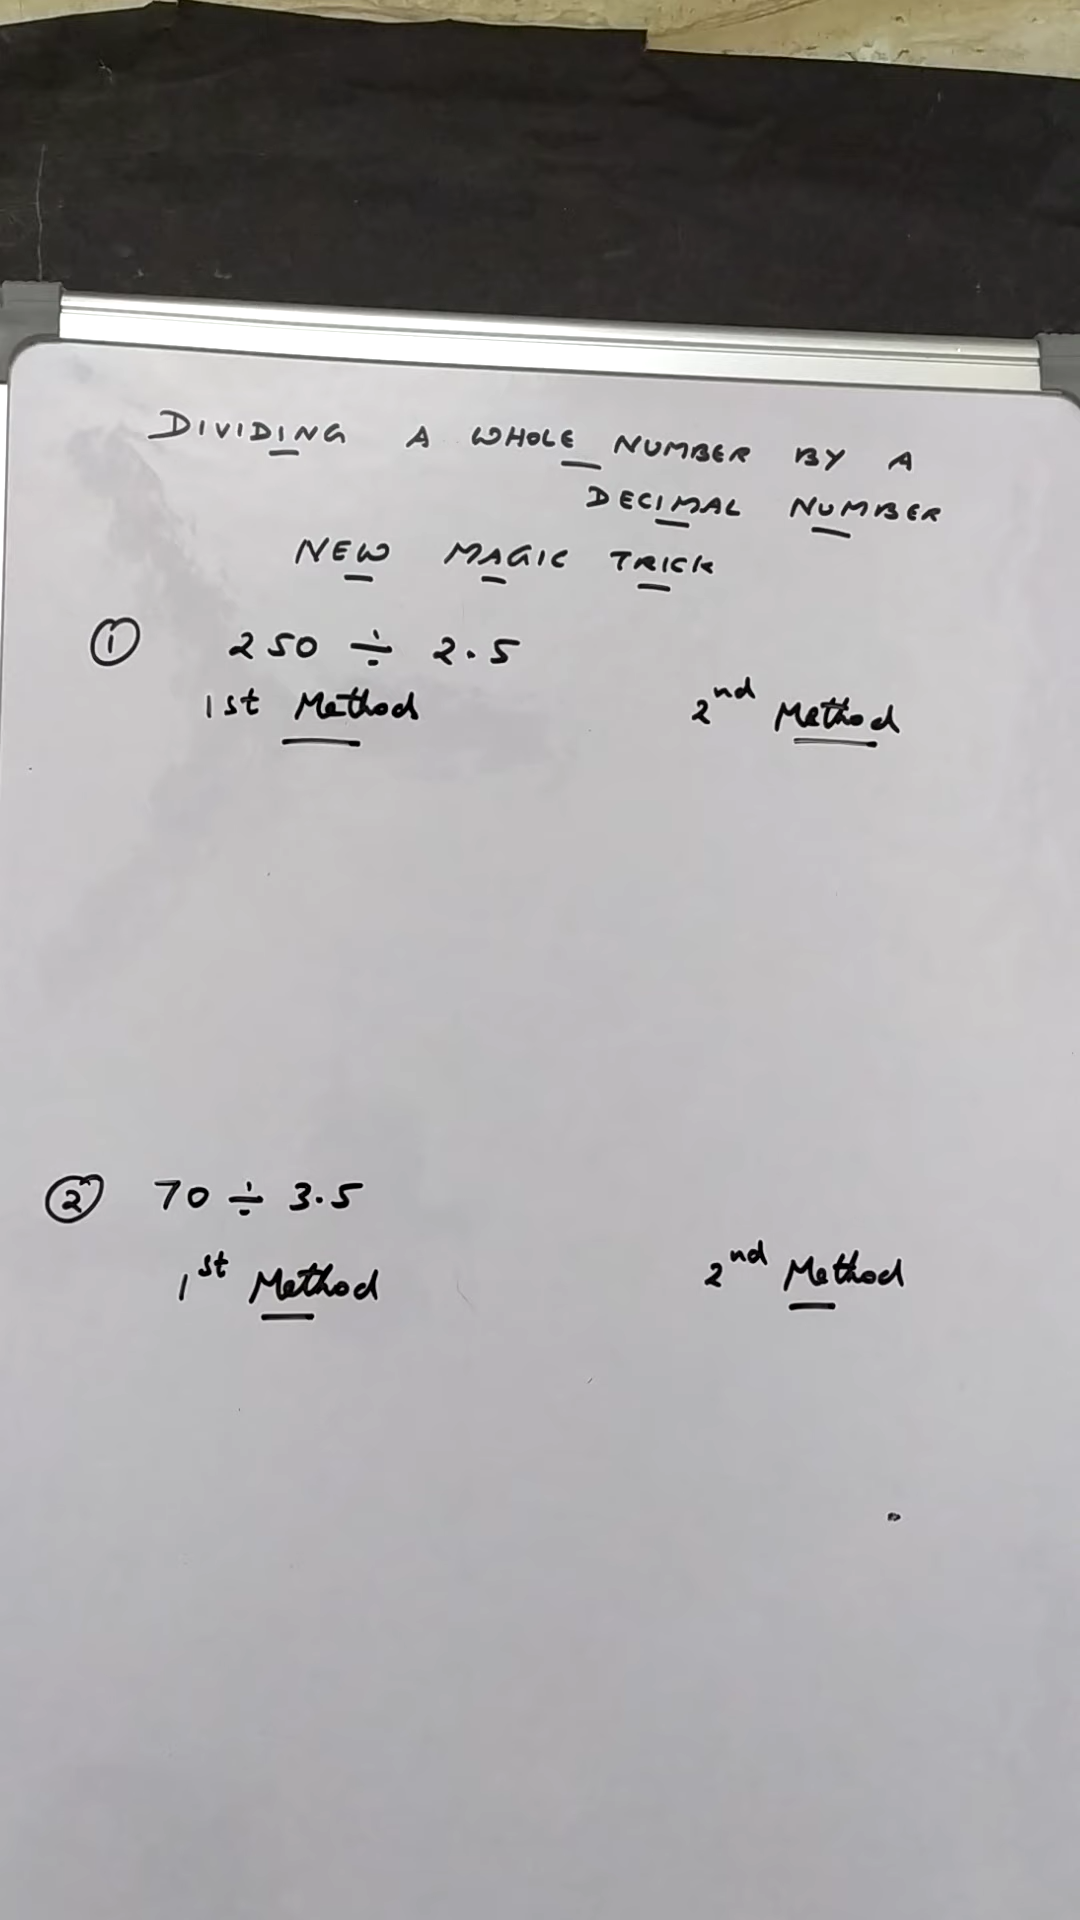 DIVIDING A WHOLE NUMBER BY A
DECIMAL NUMBER
NEW MAGIC TRICK
① 250 ÷ 2.5
1st Method 2nd Method
② 70 ÷ 3.5
1st Method 2nd Method